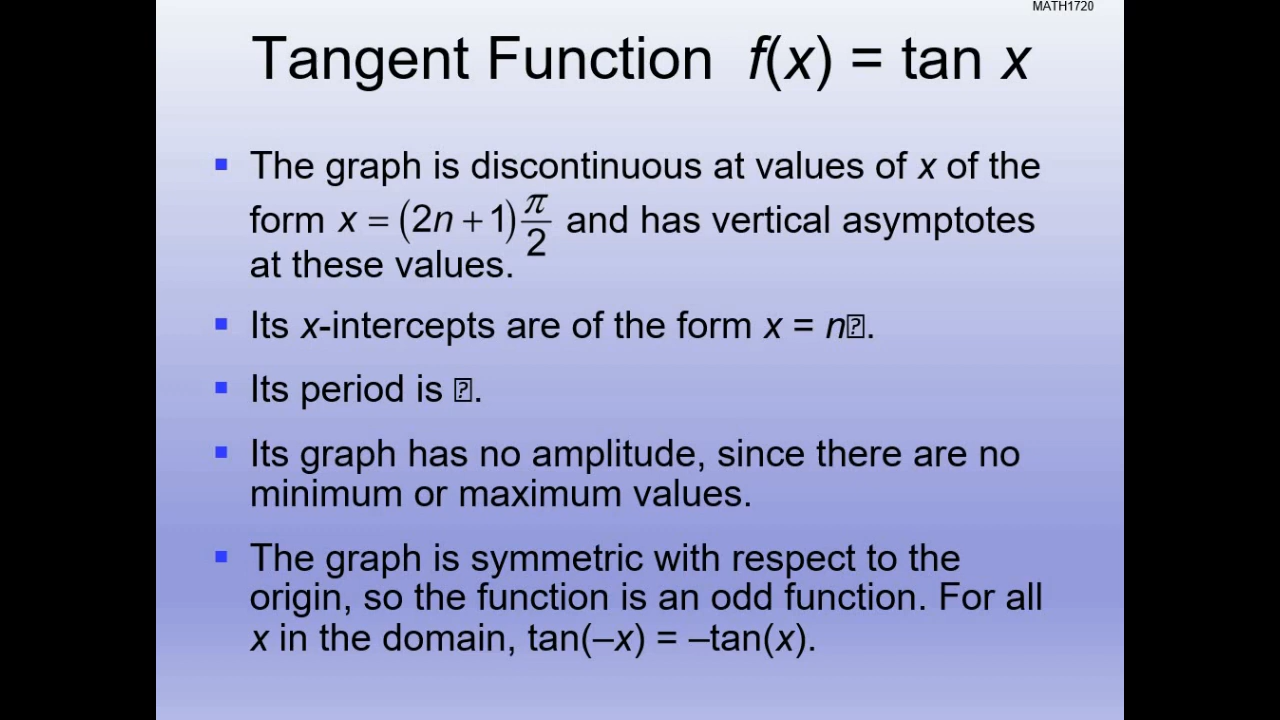 MATH1720
Tangent Function f(x) = tan x
The graph is discontinuous at values of x of the
form x = (2n + 1) π/2 and has vertical asymptotes
at these values.
Its x-intercepts are of the form x = n⍰.
Its period is ⍰.
Its graph has no amplitude, since there are no
minimum or maximum values.
The graph is symmetric with respect to the
origin, so the function is an odd function. For all
x in the domain, tan(–x) = –tan(x).